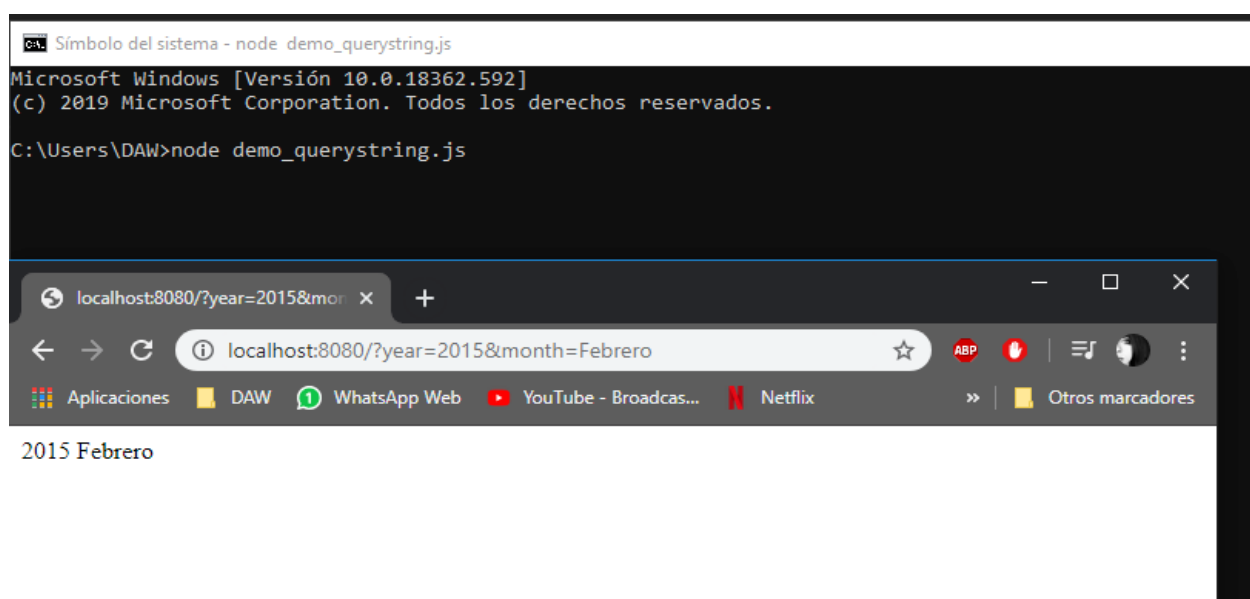 Símbolo del sistema - node demo_querystring.js
Microsoft Windows [Versión 10.0.18362.592]
(c) 2019 Microsoft Corporation. Todos los derechos reservados.
C:\Users\DAW>node demo_querystring.js
localhost:8080/?year=2015&mon
localhost:8080/?year=2015&month=Febrero
ABP
Aplicaciones DAW 1 WhatsApp Web YouTube - Broadcas... Netflix » Otros marcadores
2015 Febrero